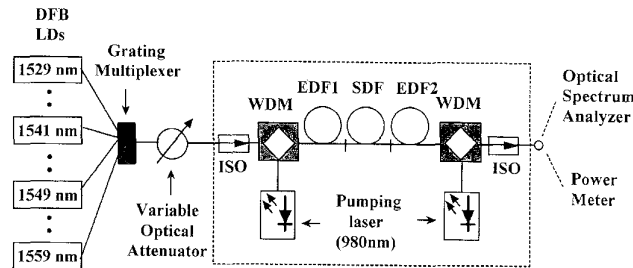 DFB
LDs
1529 nm
1541 nm
1549 nm
1559 nm
Grating
Multiplexer
Variable
Optical
Attenuator
ISO
WDM
EDF1 SDF EDF2
WDM
ISO
Pumping
laser
(980nm)
Optical
Spectrum
Analyzer
Power
Meter